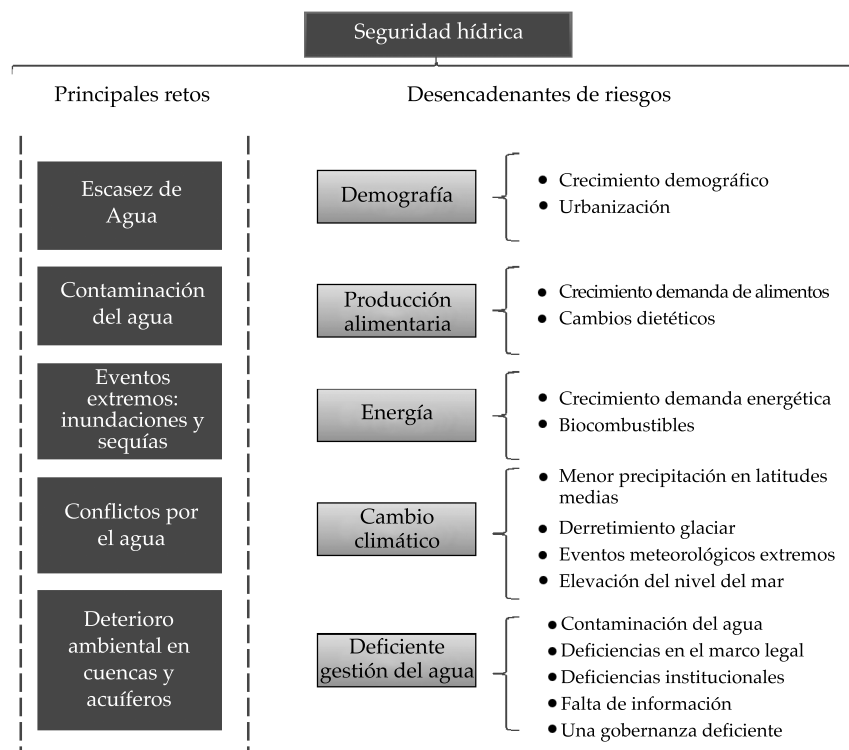 Seguridad hídrica
Principales retos
Desencadenantes de riesgos
Escasez de
Agua
Contaminación
del agua
Eventos
extremos:
inundaciones y
sequías
Conflictos por
el agua
Deterioro
ambiental en
cuencas y
acuíferos
Demografía
• Crecimiento demográfico
• Urbanización
Producción
alimentaria
• Crecimiento demanda de alimentos
• Cambios dietéticos
Energía
• Crecimiento demanda energética
• Biocombustibles
Cambio
climático
• Menor precipitación en latitudes
medias
• Derretimiento glaciar
• Eventos meteorológicos extremos
• Elevación del nivel del mar
Deficiente
gestión del agua
• Contaminación del agua
• Deficiencias en el marco legal
• Deficiencias institucionales
• Falta de información
• Una gobernanza deficiente